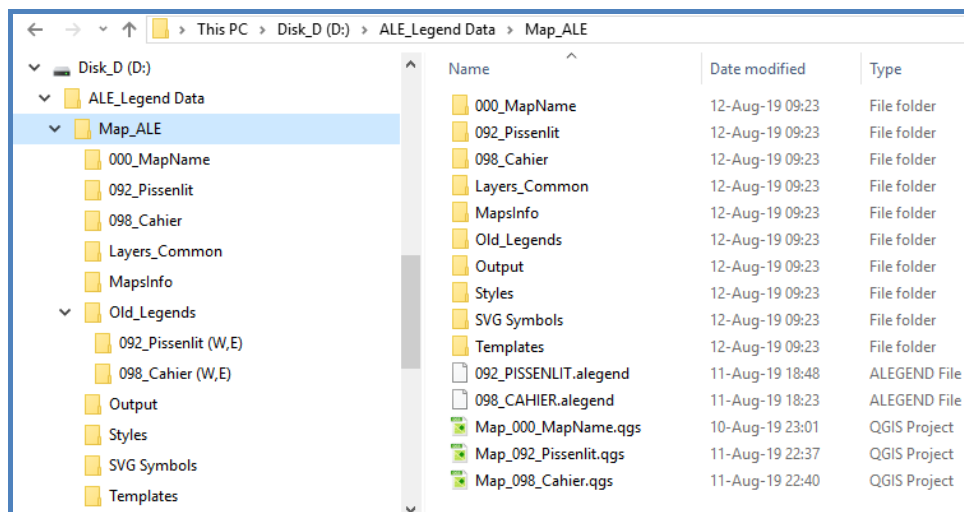 This PC > Disk_D (D:) > ALE_Legend Data > Map_ALE
Disk_D (D:)
ALE_Legend Data
Map_ALE
000_MapName
092_Pissenlit
098_Cahier
Layers_Common
MapsInfo
Old_Legends
092_Pissenlit (W,E)
098_Cahier (W,E)
Output
Styles
SVG Symbols
Templates
Name Date modified Type
000_MapName 12-Aug-19 09:23 File folder
092_Pissenlit 12-Aug-19 09:23 File folder
098_Cahier 12-Aug-19 09:23 File folder
Layers_Common 12-Aug-19 09:23 File folder
MapsInfo 12-Aug-19 09:23 File folder
Old_Legends 12-Aug-19 09:23 File folder
Output 12-Aug-19 09:23 File folder
Styles 12-Aug-19 09:23 File folder
SVG Symbols 12-Aug-19 09:23 File folder
Templates 12-Aug-19 09:23 File folder
092_PISSENLIT.alegend 11-Aug-19 18:48 ALEGEND File
098_CAHIER.alegend 11-Aug-19 18:23 ALEGEND File
Map_000_MapName.qgs 10-Aug-19 23:01 QGIS Project
Map_092_Pissenlit.qgs 11-Aug-19 22:37 QGIS Project
Map_098_Cahier.qgs 11-Aug-19 22:40 QGIS Project